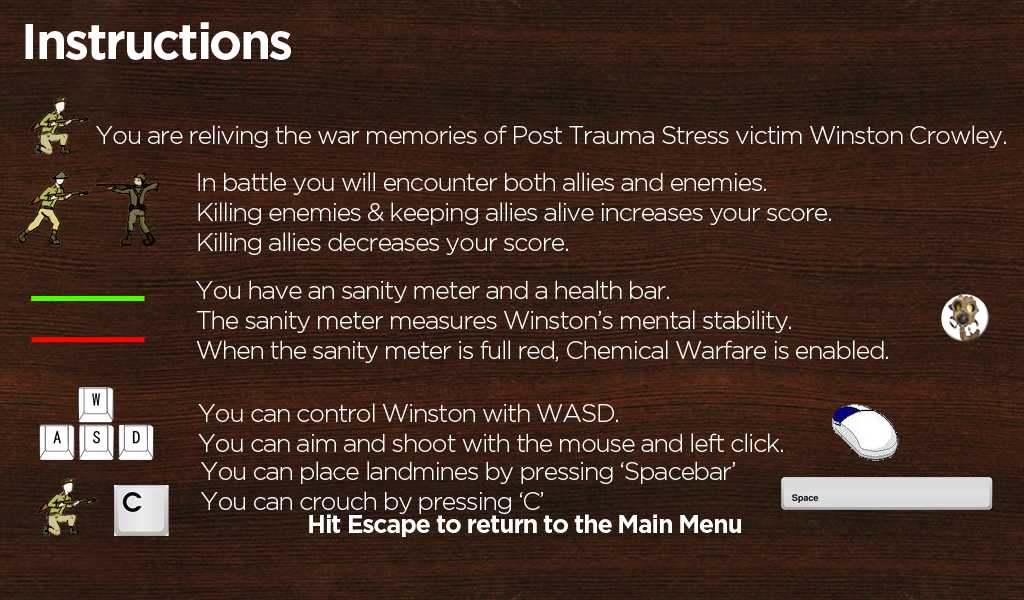 Instructions
You are reliving the war memories of Post Trauma Stress victim Winston Crowley.
In battle you will encounter both allies and enemies.
Killing enemies & keeping allies alive increases your score.
Killing allies decreases your score.
You have an sanity meter and a health bar.
The sanity meter measures Winston's mental stability.
When the sanity meter is full red, Chemical Warfare is enabled.
W
A S D
You can control Winston with WASD.
You can aim and shoot with the mouse and left click.
You can place landmines by pressing ‘Spacebar’
Space
C
You can crouch by pressing ‘C’
Hit Escape to return to the Main Menu